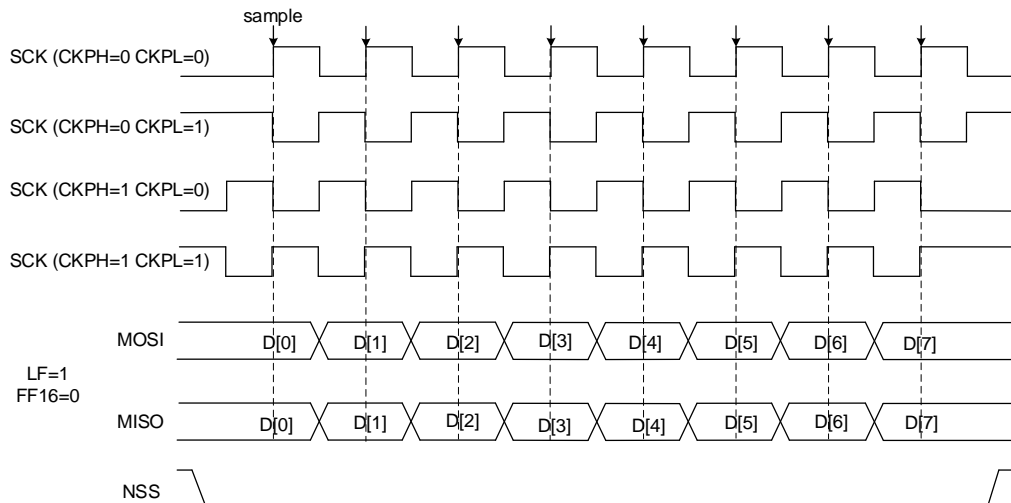 sample
SCK (CKPH=0 CKPL=0)
SCK (CKPH=0 CKPL=1)
SCK (CKPH=1 CKPL=0)
SCK (CKPH=1 CKPL=1)
MOSI D[0] D[1] D[2] D[3] D[4] D[5] D[6] D[7]
LF=1
FF16=0
MISO D[0] D[1] D[2] D[3] D[4] D[5] D[6] D[7]
NSS